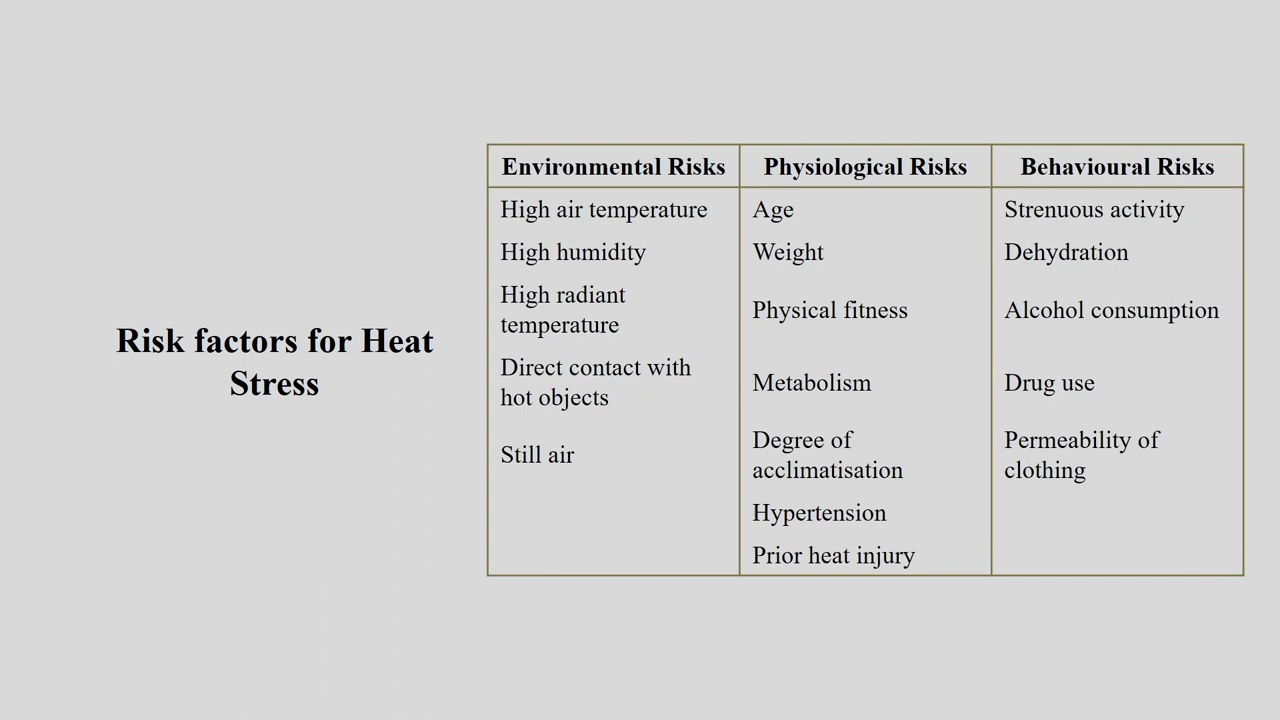 Risk factors for Heat
Stress
Environmental Risks Physiological Risks Behavioural Risks
High air temperature Age Strenuous activity
High humidity Weight Dehydration
High radiant
temperature Physical fitness Alcohol consumption
Direct contact with
hot objects Metabolism Drug use
Still air Degree of
acclimatisation Permeability of
clothing
Hypertension
Prior heat injury